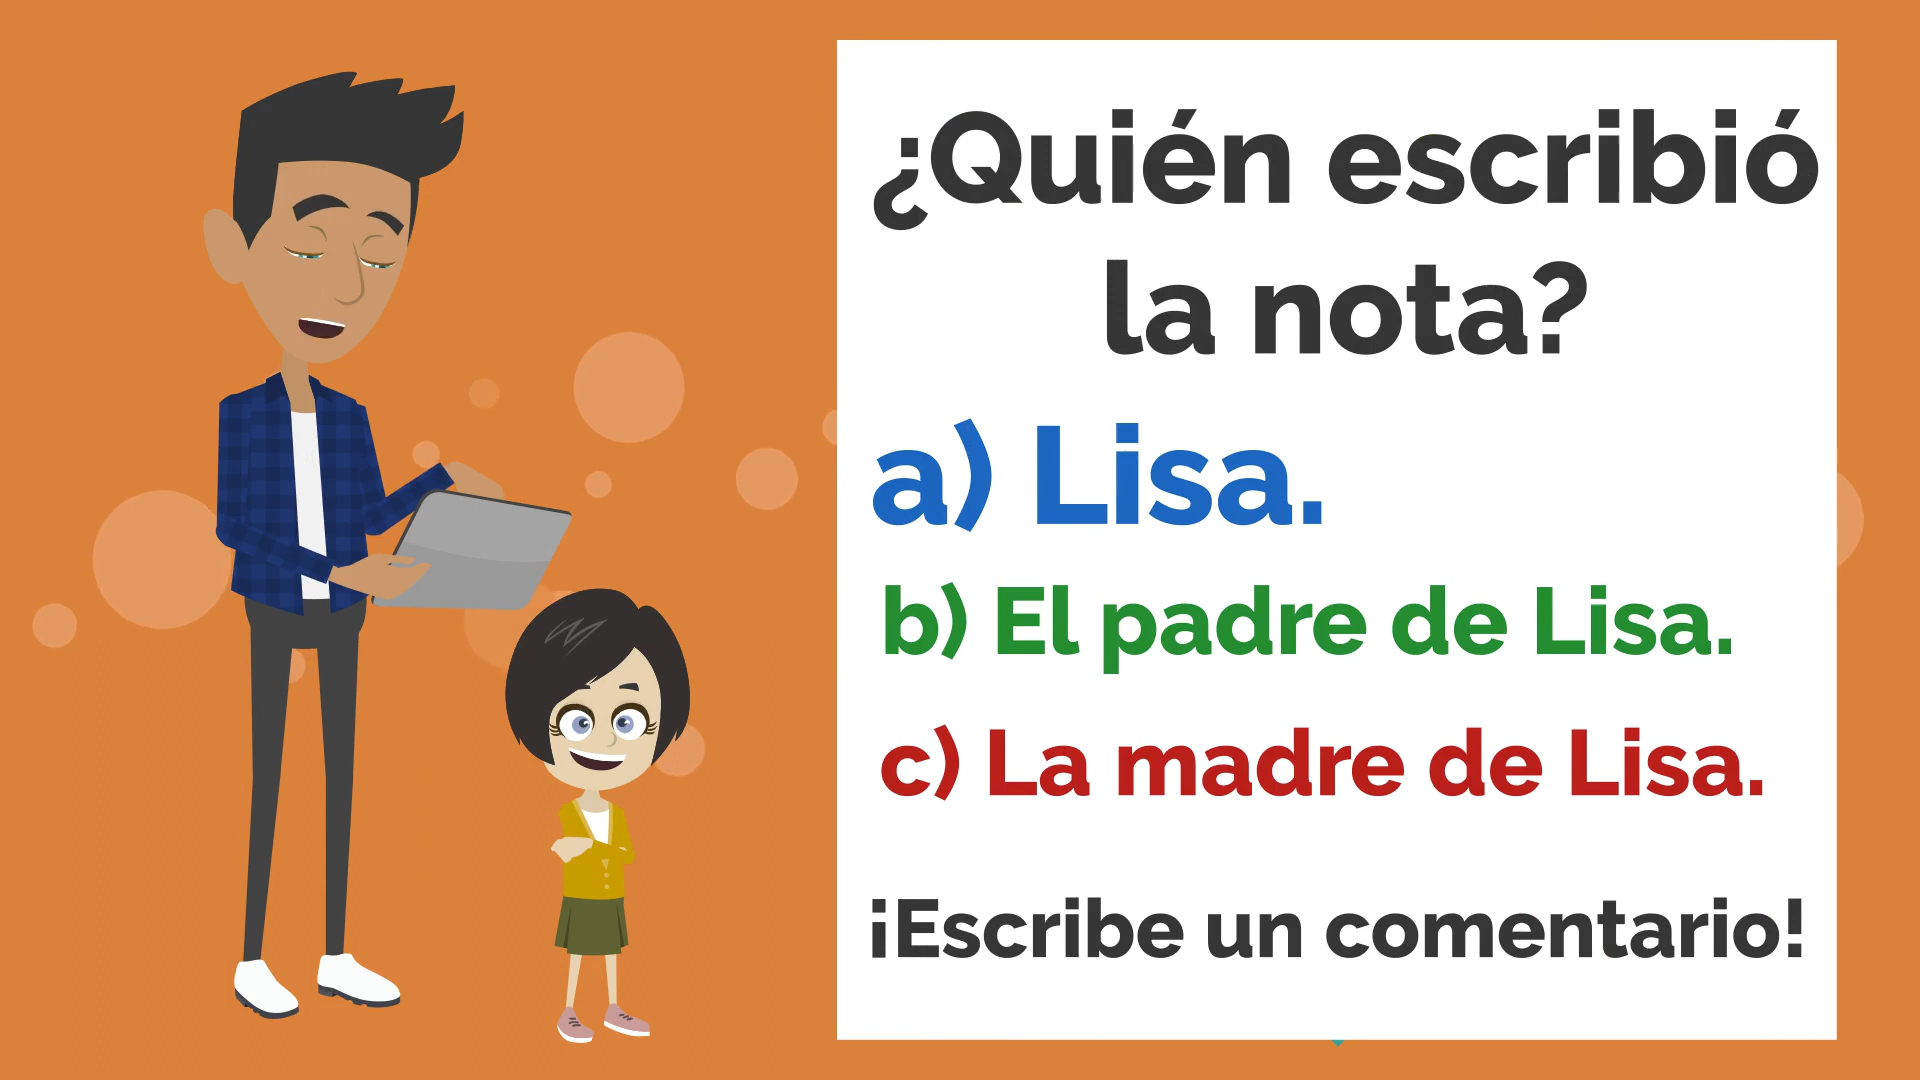 ¿Quién escribió
la nota?
a) Lisa.
b) El padre de Lisa.
c) La madre de Lisa.
¡Escribe un comentario!